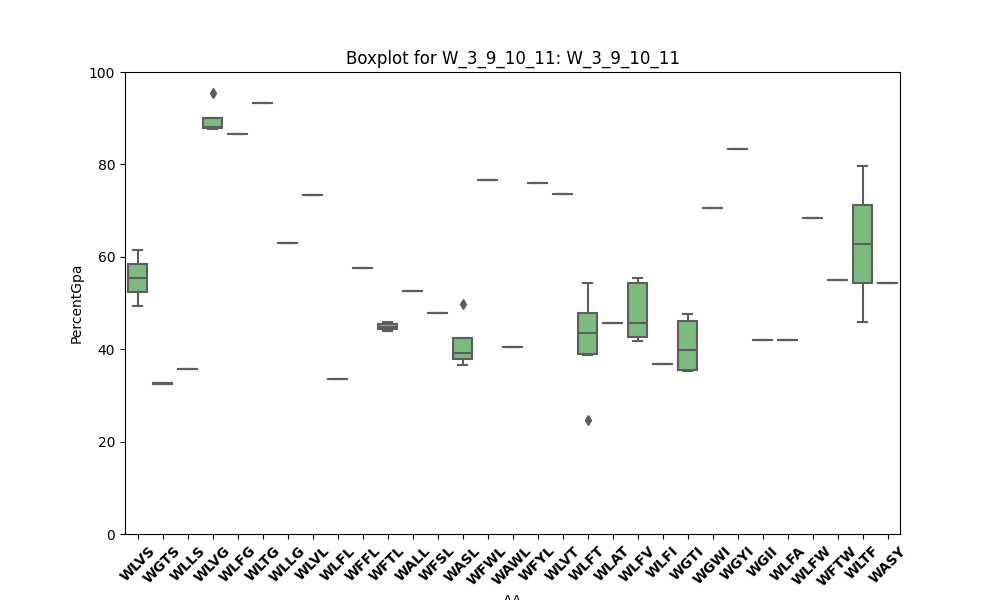 Boxplot for W_3_9_10_11: W_3_9_10_11
PercentGpa
100
80
60
40
20
0
WLVS
WGTS
WLLS
WLVG
WLFG
WLTG
WLLG
WLVL
WLFL
WFFL
WFTL
WALL
WFSL
WASL
WFWL
WAWL
WFYL
WLVT
WLFT
WLAT
WLFV
WLFI
WGTI
WGWI
WGYI
WGII
WLFA
WLFW
WFTW
WLTF
WASY
AA